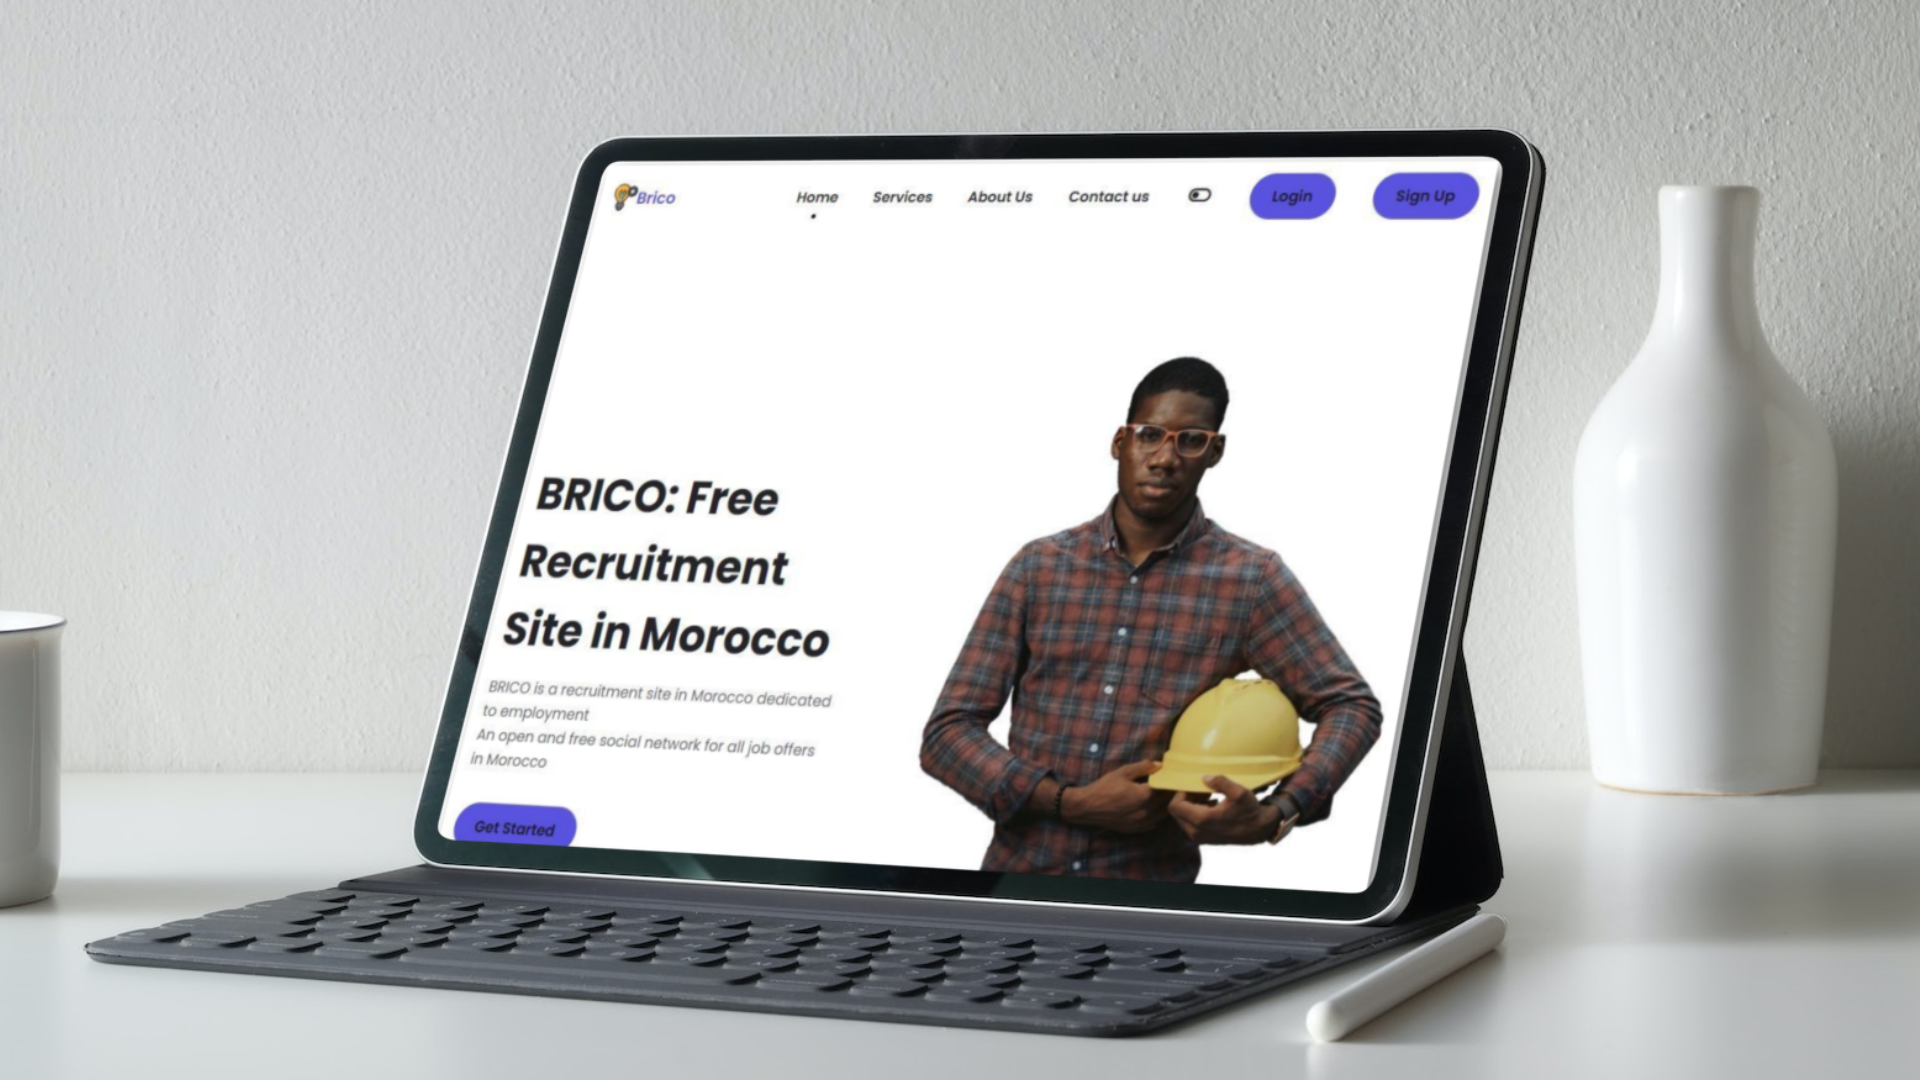 Brico
Home
Services
About Us
Contact us
Login
Sign Up
BRICO: Free
Recruitment
Site in Morocco
BRICO is a recruitment site in Morocco dedicated
to employment
An open and free social network for all job offers
in Morocco
Get Started